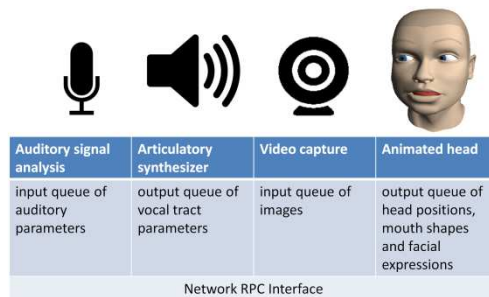 Auditory signal analysis
Articulatory synthesizer
Video capture
Animated head
input queue of auditory parameters
output queue of vocal tract parameters
input queue of images
output queue of head positions, mouth shapes and facial expressions
Network RPC Interface